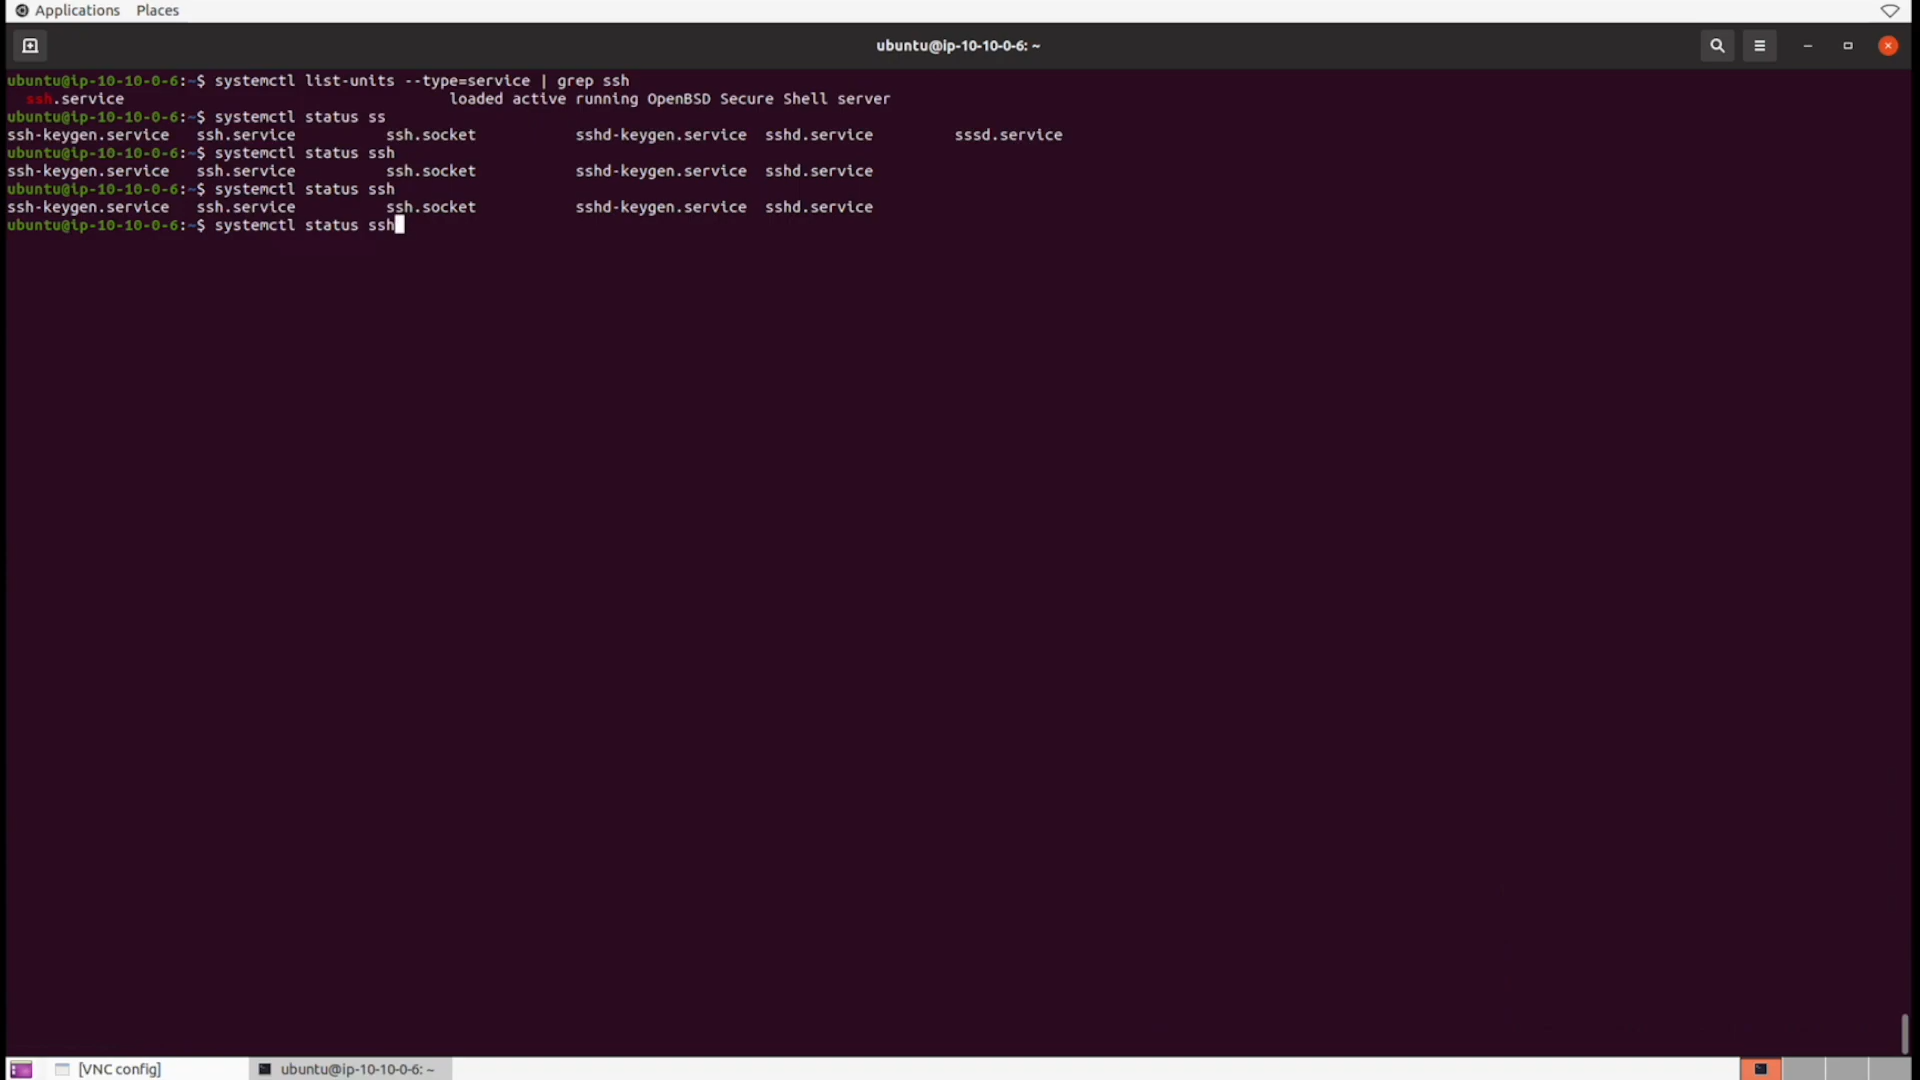 Applications Places
ubuntu@ip-10-10-0-6: ~
ubuntu@ip-10-10-0-6:~$ systemctl list-units --type=service | grep ssh
ssh.service loaded active running OpenBSD Secure Shell server
ubuntu@ip-10-10-0-6:~$ systemctl status ss
ssh-keygen.service ssh.service ssh.socket sshd-keygen.service sshd.service sssd.service
ubuntu@ip-10-10-0-6:~$ systemctl status ssh
ssh-keygen.service ssh.service ssh.socket sshd-keygen.service sshd.service
ubuntu@ip-10-10-0-6:~$ systemctl status ssh
ssh-keygen.service ssh.service ssh.socket sshd-keygen.service sshd.service
ubuntu@ip-10-10-0-6:~$ systemctl status ssh
[VNC config] ubuntu@ip-10-10-0-6: ~